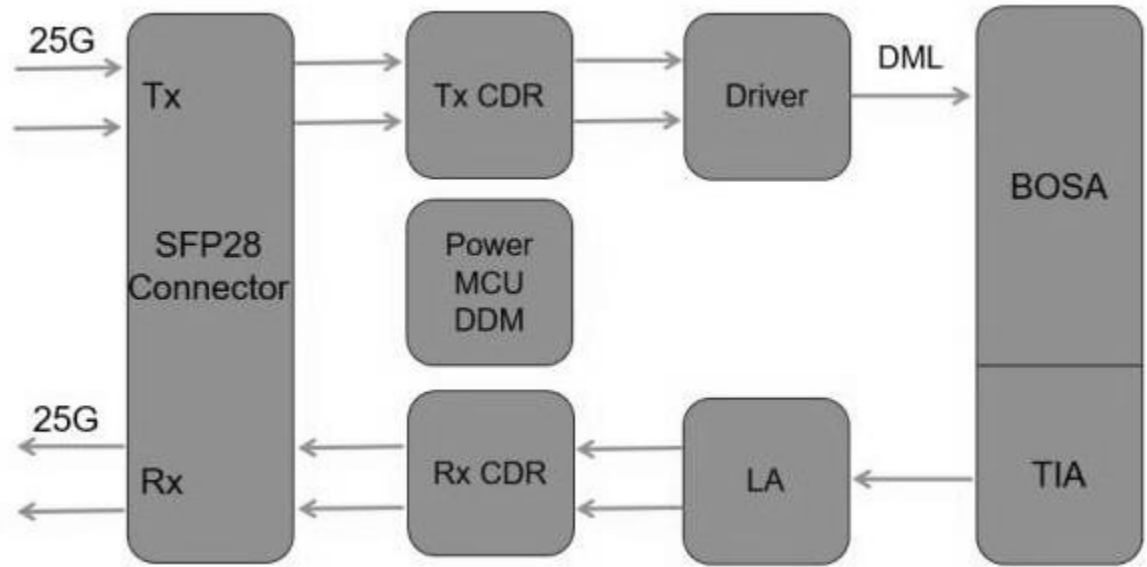 25G
Tx
SFP28
Connector
25G
Rx
Tx CDR
Power
MCU
DDM
Rx CDR
Driver
LA
DML
BOSA
TIA